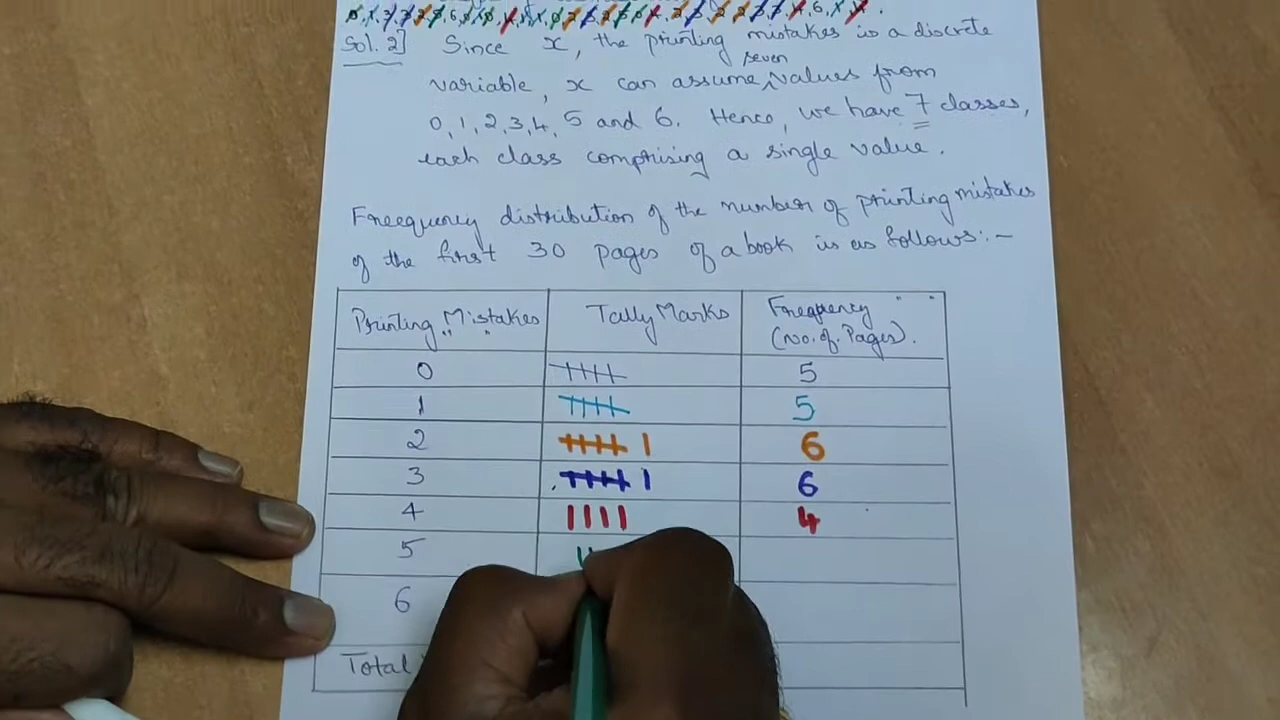 Sol. 2] Since x, the printing mistakes is a discrete
seven
variable, x can assume values from
0, 1, 2, 3, 4, 5 and 6. Hence, we have 7 classes,
each class comprising a single value.
Freequency distribution of the number of printing mistakes
of the first 30 pages of a book is as follows:-
Printing Mistakes Tally Marks Frequency
(No. of. Pages).
0 5
1 5
2 6
3 6
4 4
5
6
Total